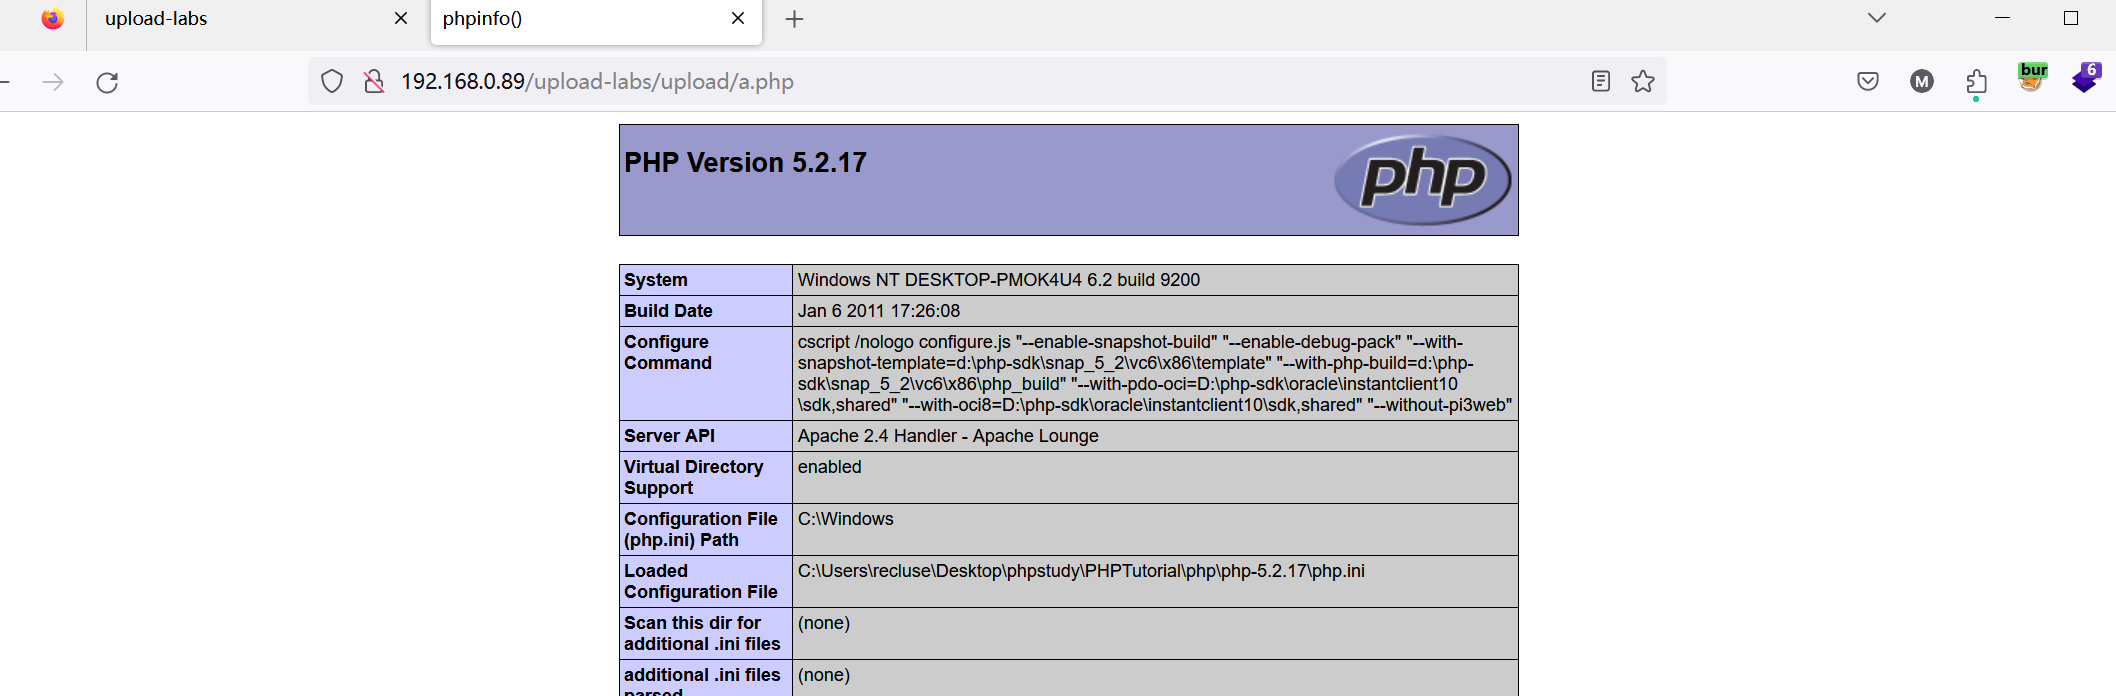 upload-labs
phpinfo()
192.168.0.89/upload-labs/upload/a.php
M
bur
6
PHP Version 5.2.17
php
System
Windows NT DESKTOP-PMOK4U4 6.2 build 9200
Build Date
Jan 6 2011 17:26:08
Configure
Command
cscript /nologo configure.js "--enable-snapshot-build" "--enable-debug-pack" "--with-
snapshot-template=d:\php-sdk\snap_5_2\vc6\x86\template" "--with-php-build=d:\php-
sdk\snap_5_2\vc6\x86\php_build" "--with-pdo-oci=D:\php-sdk\oracle\instantclient10
\sdk,shared" "--with-oci8=D:\php-sdk\oracle\instantclient10\sdk,shared" "--without-pi3web"
Server API
Apache 2.4 Handler - Apache Lounge
Virtual Directory
Support
enabled
Configuration File
(php.ini) Path
C:\Windows
Loaded
Configuration File
C:\Users\recluse\Desktop\phpstudy\PHPTutorial\php\php-5.2.17\php.ini
Scan this dir for
additional .ini files
(none)
additional .ini files
parsed
(none)